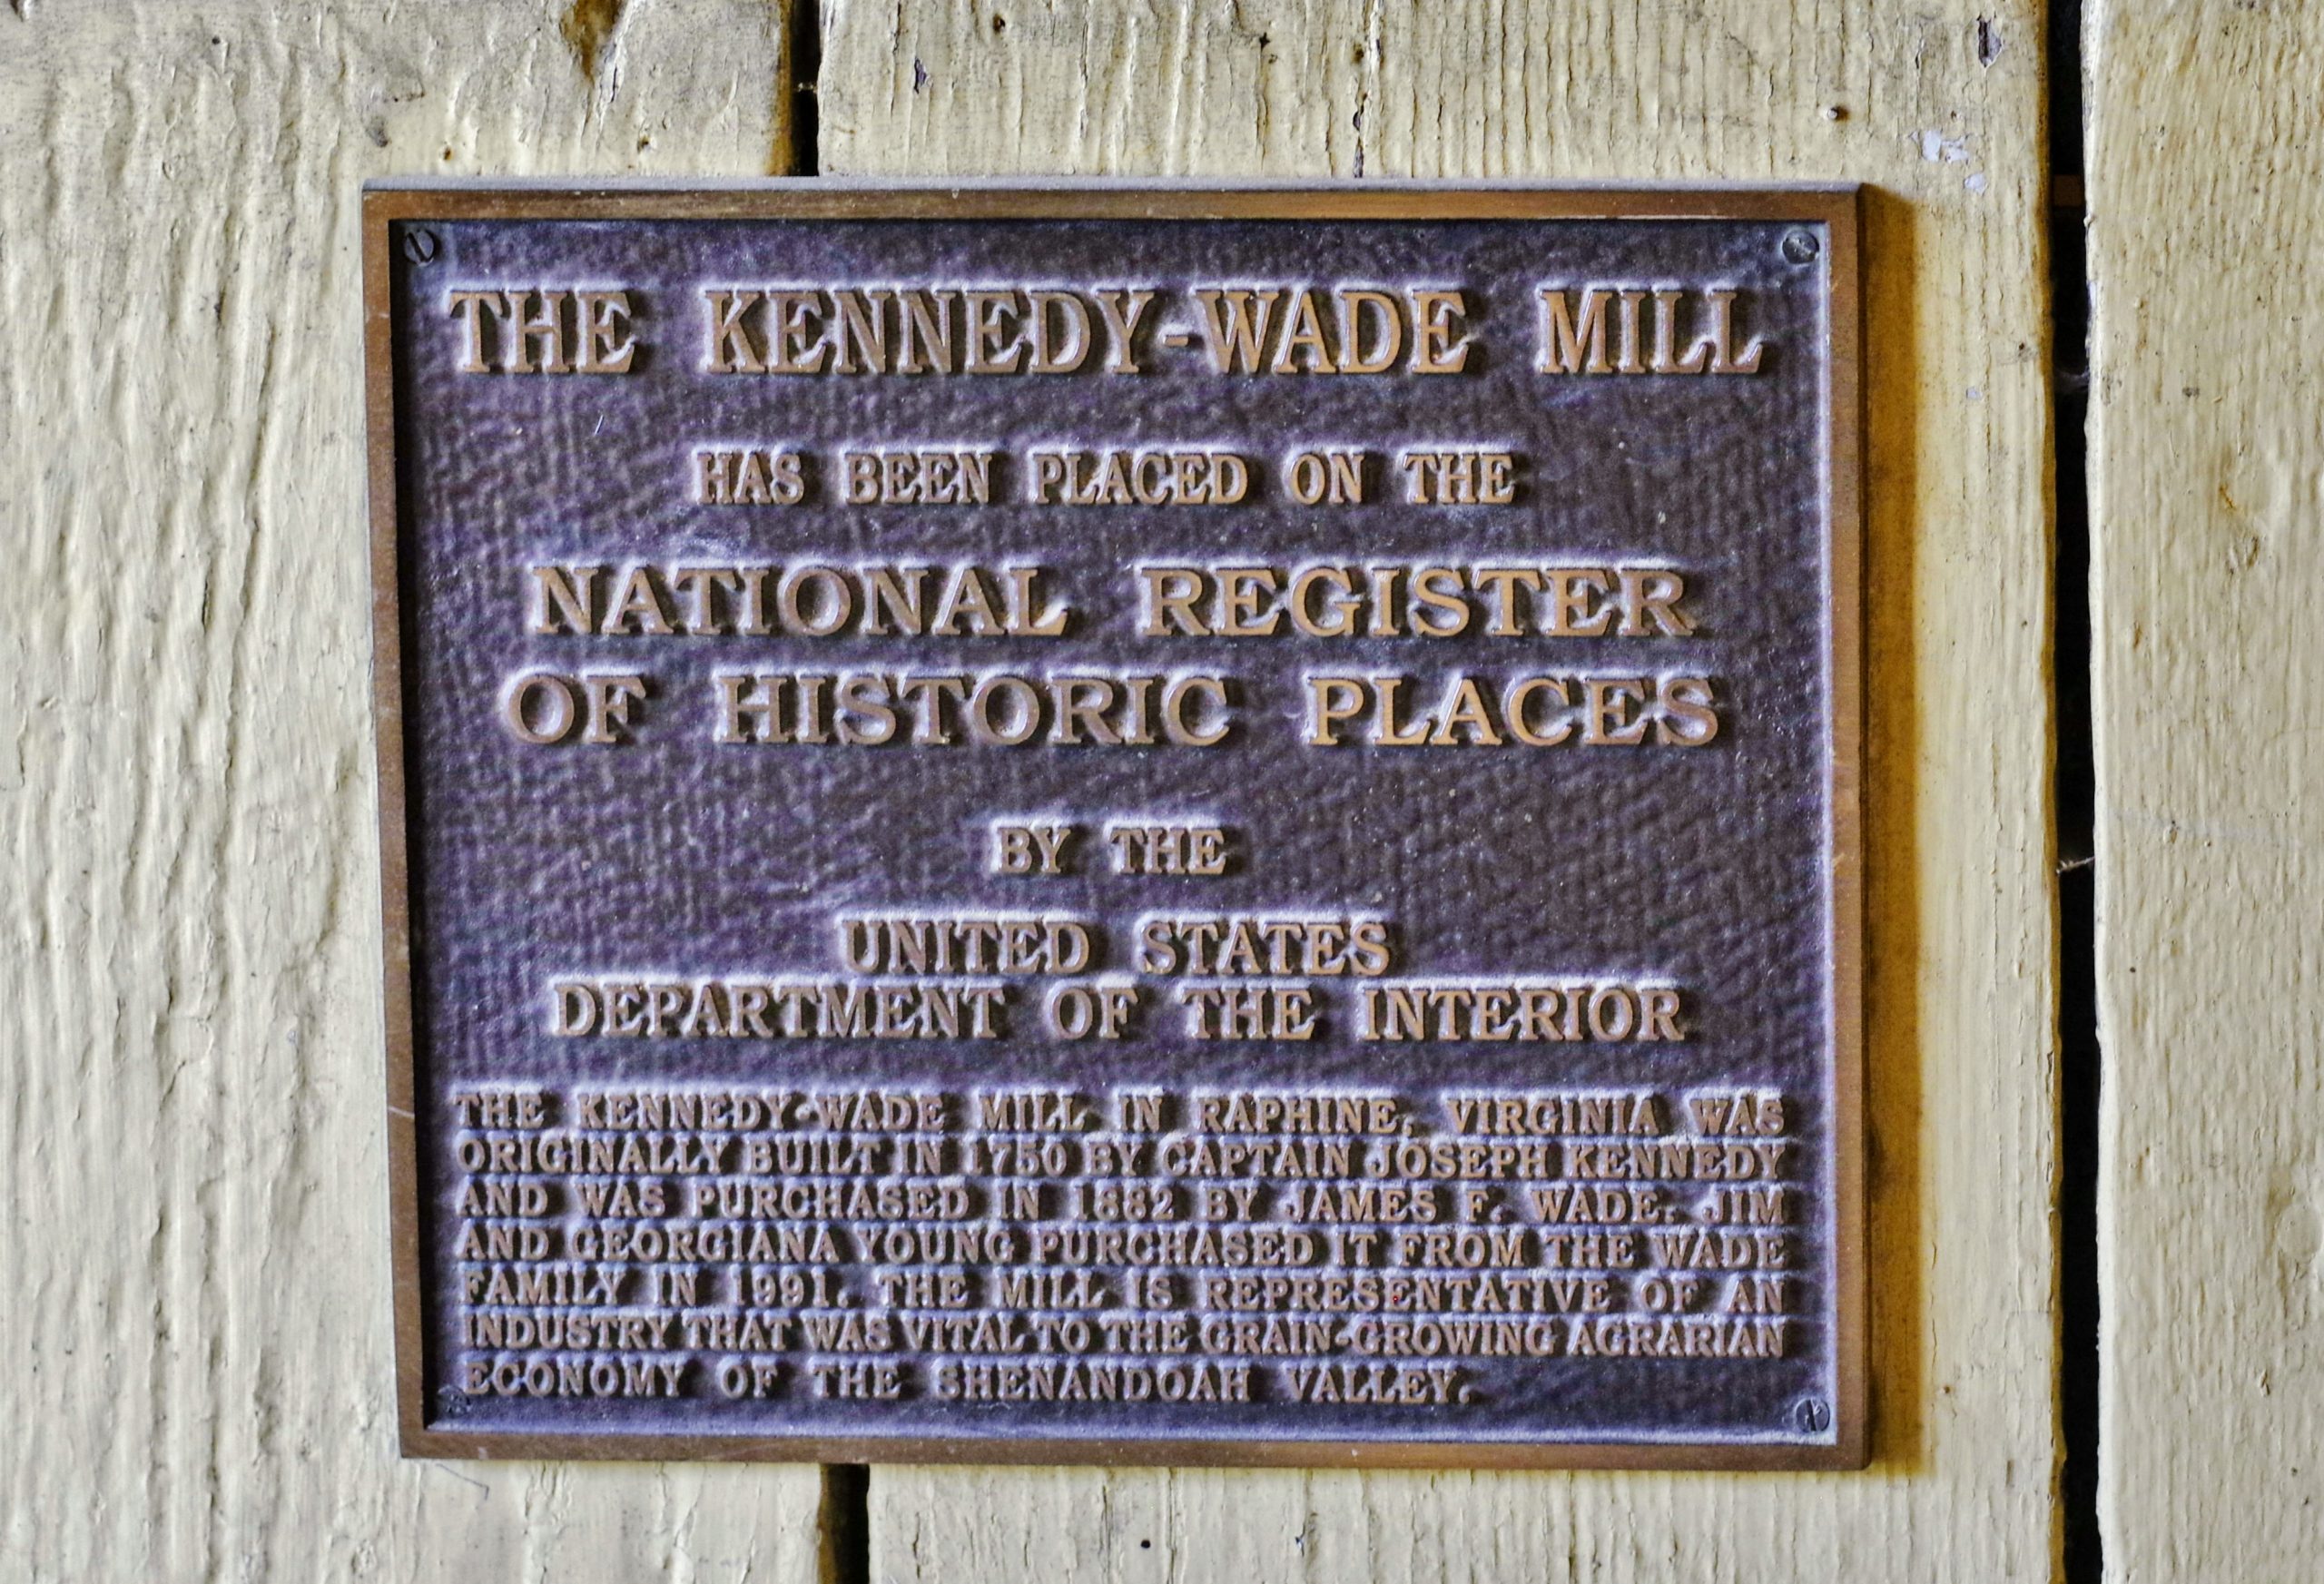 THE KENNEDY-WADE MILL
HAS BEEN PLACED ON THE
NATIONAL REGISTER
OF HISTORIC PLACES
BY THE
UNITED STATES
DEPARTMENT OF THE INTERIOR
THE KENNEDY-WADE MILL IN RAPHINE, VIRGINIA WAS
ORIGINALLY BUILT IN 1750 BY CAPTAIN JOSEPH KENNEDY
AND WAS PURCHASED IN 1882 BY JAMES F. WADE. JIM
AND GEORGIANA YOUNG PURCHASED IT FROM THE WADE
FAMILY IN 1991. THE MILL IS REPRESENTATIVE OF AN
INDUSTRY THAT WAS VITAL TO THE GRAIN-GROWING AGRARIAN
ECONOMY OF THE SHENANDOAH VALLEY.